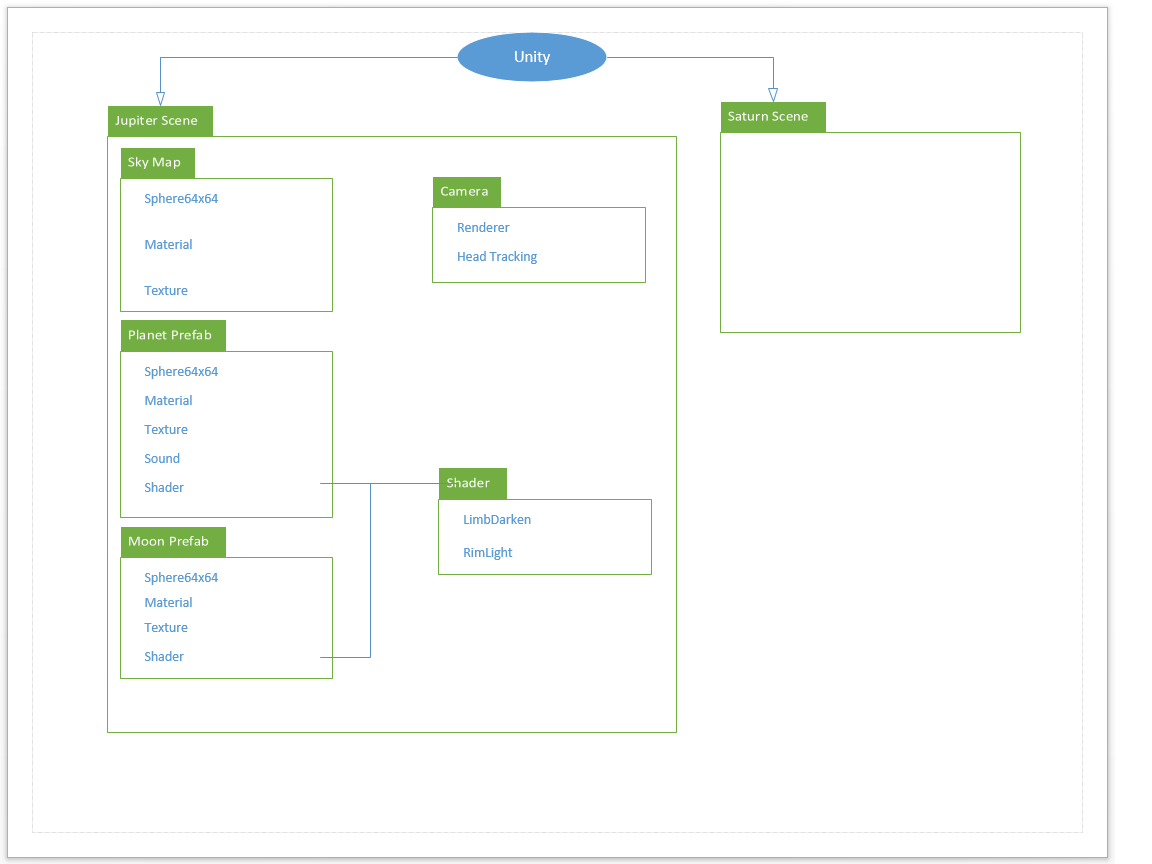 Unity
Jupiter Scene
Saturn Scene
Sky Map
Sphere64x64
Material
Texture
Camera
Renderer
Head Tracking
Planet Prefab
Sphere64x64
Material
Texture
Sound
Shader
Shader
LimbDarken
RimLight
Moon Prefab
Sphere64x64
Material
Texture
Shader